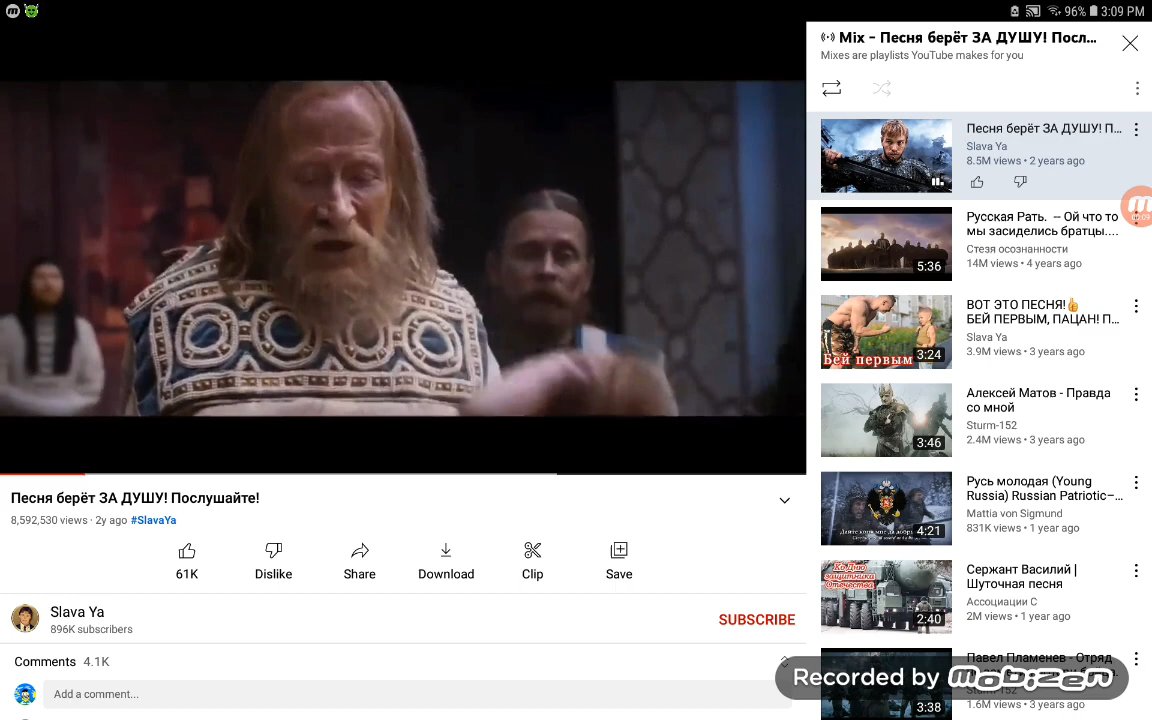 96% 3:09 PM
Mix - Песня берёт ЗА ДУШУ! Посл...
Mixes are playlists YouTube makes for you
Песня берёт ЗА ДУШУ! П...
Slava Ya
8.5M views • 2 years ago
Русская Рать. -- Ой что то
мы засиделись братцы....
Стезя осознанности
14M views • 4 years ago
5:36
ВОТ ЭТО ПЕСНЯ!👍
БЕЙ ПЕРВЫМ, ПАЦАН! П...
Slava Ya
3.9M views • 3 years ago
Бей первым
3:24
Алексей Матов - Правда
со мной
Sturm-152
2.4M views • 3 years ago
3:46
Русь молодая (Young
Russia) Russian Patriotic–...
Mattia von Sigmund
831K views • 1 year ago
4:21
Сержант Василий |
Шуточная песня
Ассоциации С
2M views • 1 year ago
Ко Дню
защитника
Отечества
2:40
Павел Пламенев - Отряд
Sturm-152
1.6M views • 3 years ago
3:38
Песня берёт ЗА ДУШУ! Послушайте!
8,592,530 views · 2y ago #SlavaYa
61K Dislike Share Download Clip Save
Slava Ya
896K subscribers
SUBSCRIBE
Comments 4.1K
Add a comment...
Recorded by mobizen